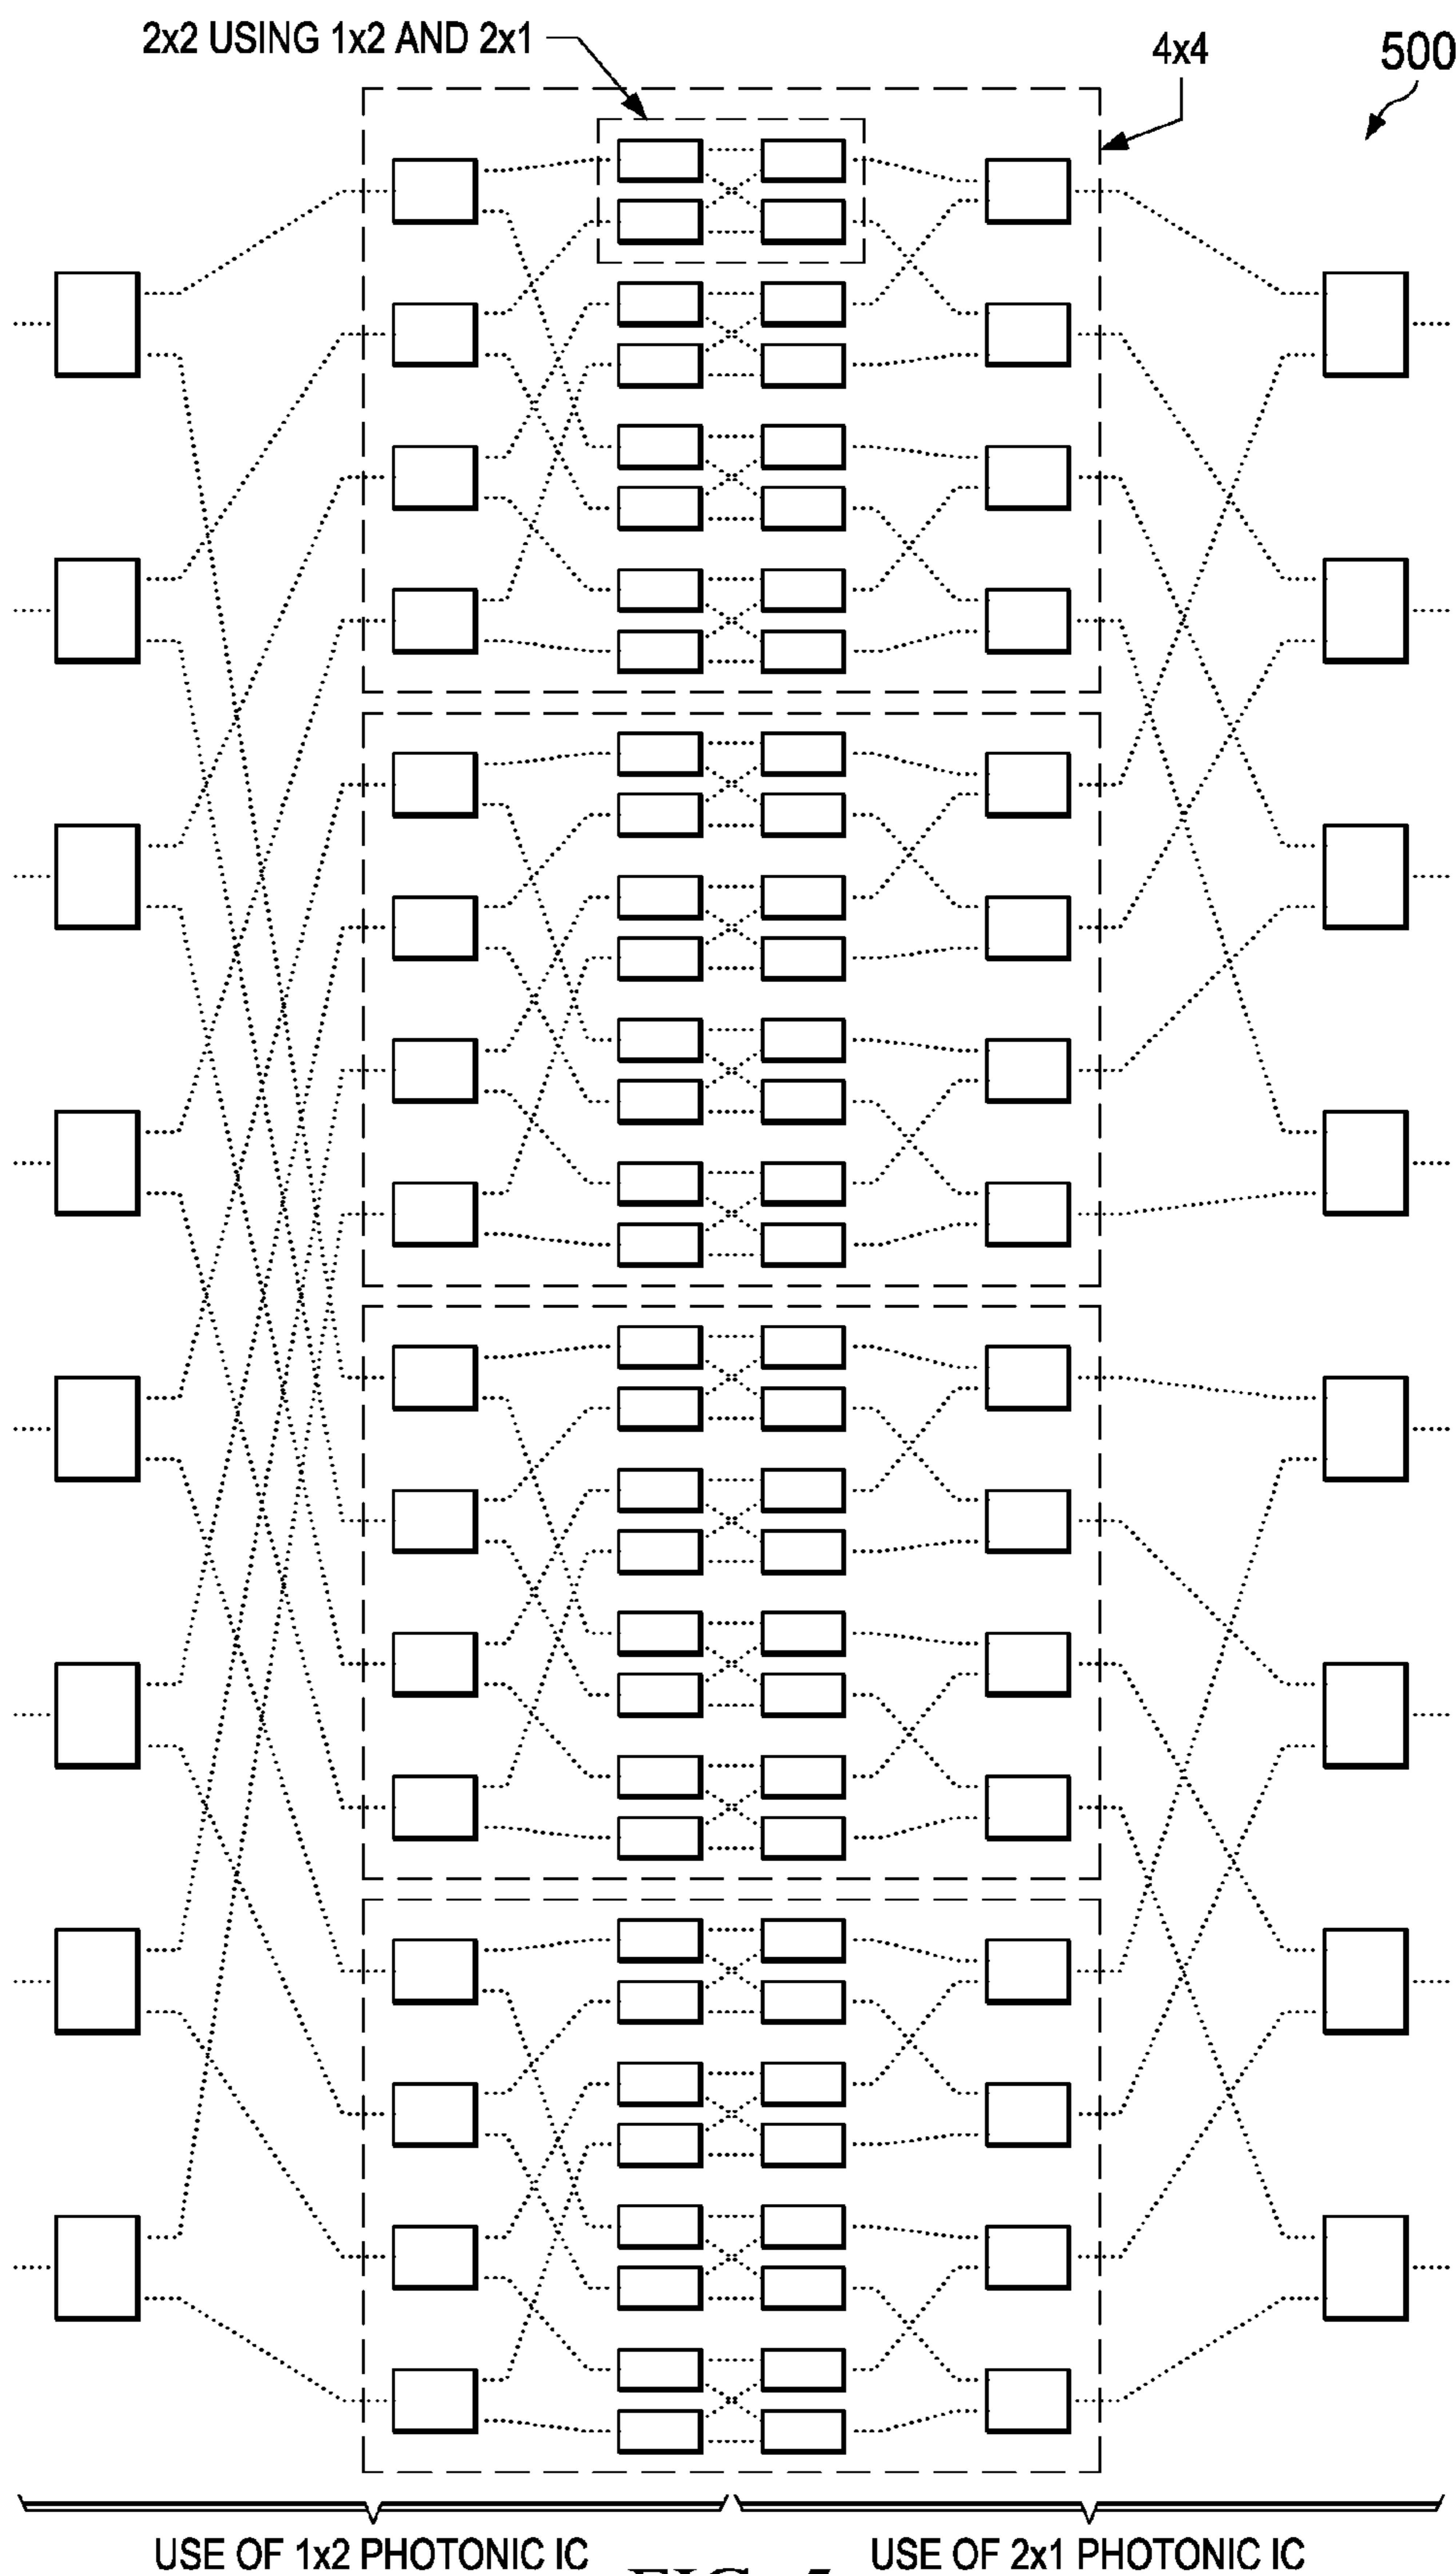 2x2 USING 1x2 AND 2x1
4x4
500
USE OF 1x2 PHOTONIC IC
USE OF 2x1 PHOTONIC IC